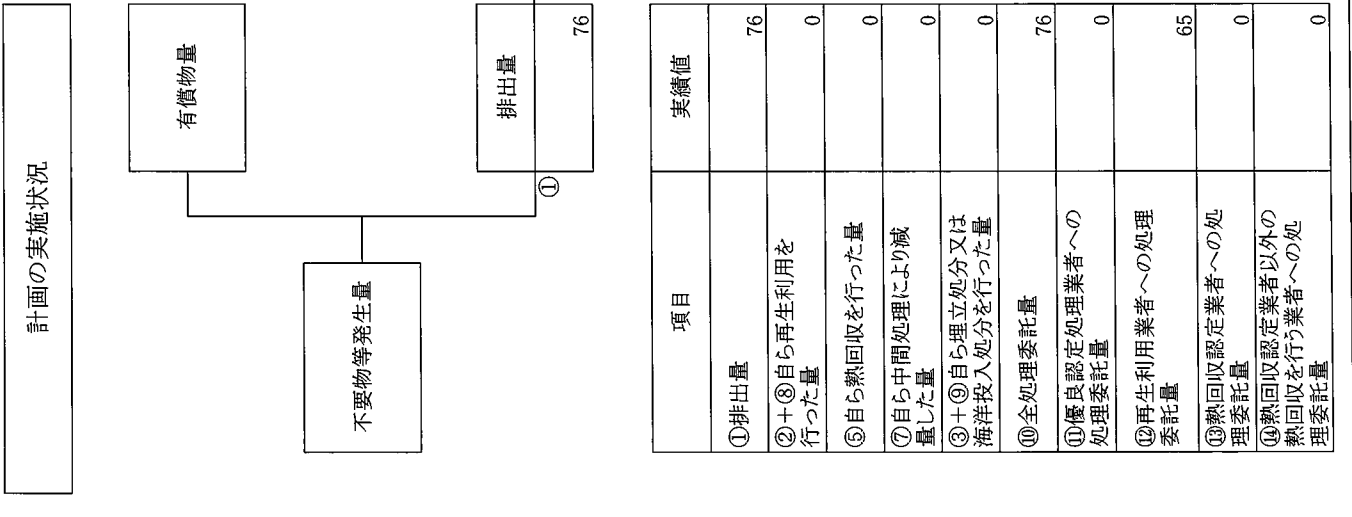 計画の実施状況
有償物量
不要物等発生量
排出量
①
76
項目
実績値
①排出量
76
②+⑧自ら再生利用を
行った量
0
⑤自ら熱回収を行った量
0
⑦自ら中間処理により減
量した量
0
③+⑨自ら埋立処分又は
海洋投入処分を行った量
0
⑩全処理委託量
76
⑪優良認定処理業者への
処理委託量
0
⑫再生利用業者への処理
委託量
65
⑬熱回収認定業者への処
理委託量
0
⑭熱回収認定業者以外の
熱回収を行う業者への処
理委託量
0